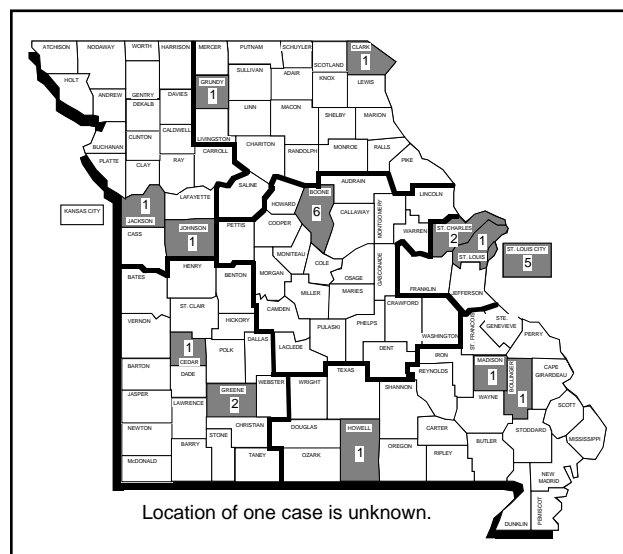 ATCHISON NODAWAY WORTH HARRISON MERCER PUTNAM SCHUYLER SCOTLAND CLARK
1
HOLT GENTRY GRUNDY SULLIVAN ADAIR KNOX LEWIS
1
ANDREW DEKALB DAVIES LINN MACON SHELBY MARION
CLINTON CALDWELL LIVINGSTON CHARITON RANDOLPH MONROE RALLS
BUCHANAN
PLATTE CLAY RAY CARROLL PIKE
KANSAS CITY
1
JACKSON LAFAYETTE SALINE HOWARD BOONE AUDRAIN LINCOLN
6
CASS JOHNSON PETTIS COOPER CALLAWAY MONTGOMERY WARREN ST. CHARLES
1
2
1
ST. LOUIS
ST. LOUIS CITY
5
BATES HENRY BENTON MONITEAU COLE OSAGE GASCONADE FRANKLIN JEFFERSON
MORGAN MILLER MARIES
VERNON ST. CLAIR HICKORY CAMDEN PULASKI PHELPS CRAWFORD WASHINGTON ST. FRANCOIS STE.
GENEVIEVE
PERRY
1
CEDAR POLK DALLAS LACLEDE DENT IRON MADISON BOLLINGER CAPE
GIRARDEAU
1
1
BARTON DADE GREENE WEBSTER WRIGHT TEXAS SHANNON REYNOLDS WAYNE
2
JASPER LAWRENCE CHRISTIAN DOUGLAS HOWELL CARTER SCOTT
1
NEWTON BARRY STONE TANEY OZARK OREGON RIPLEY BUTLER STODDARD MISSISSIPPI
McDONALD NEW
MADRID
DUNKLIN PEMISCOT
Location of one case is unknown.